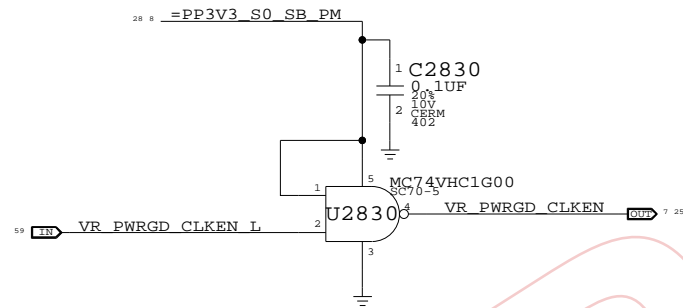 28 8 =PP3V3_S0_SB_PM
1 C2830
0.1UF
20%
10V
2 CERM
402
5 MC74VHC1G00
SC70-5
1
U2830 4 VR_PWRGD_CLKEN OUT 7 25
59 IN VR_PWRGD_CLKEN_L 2
3